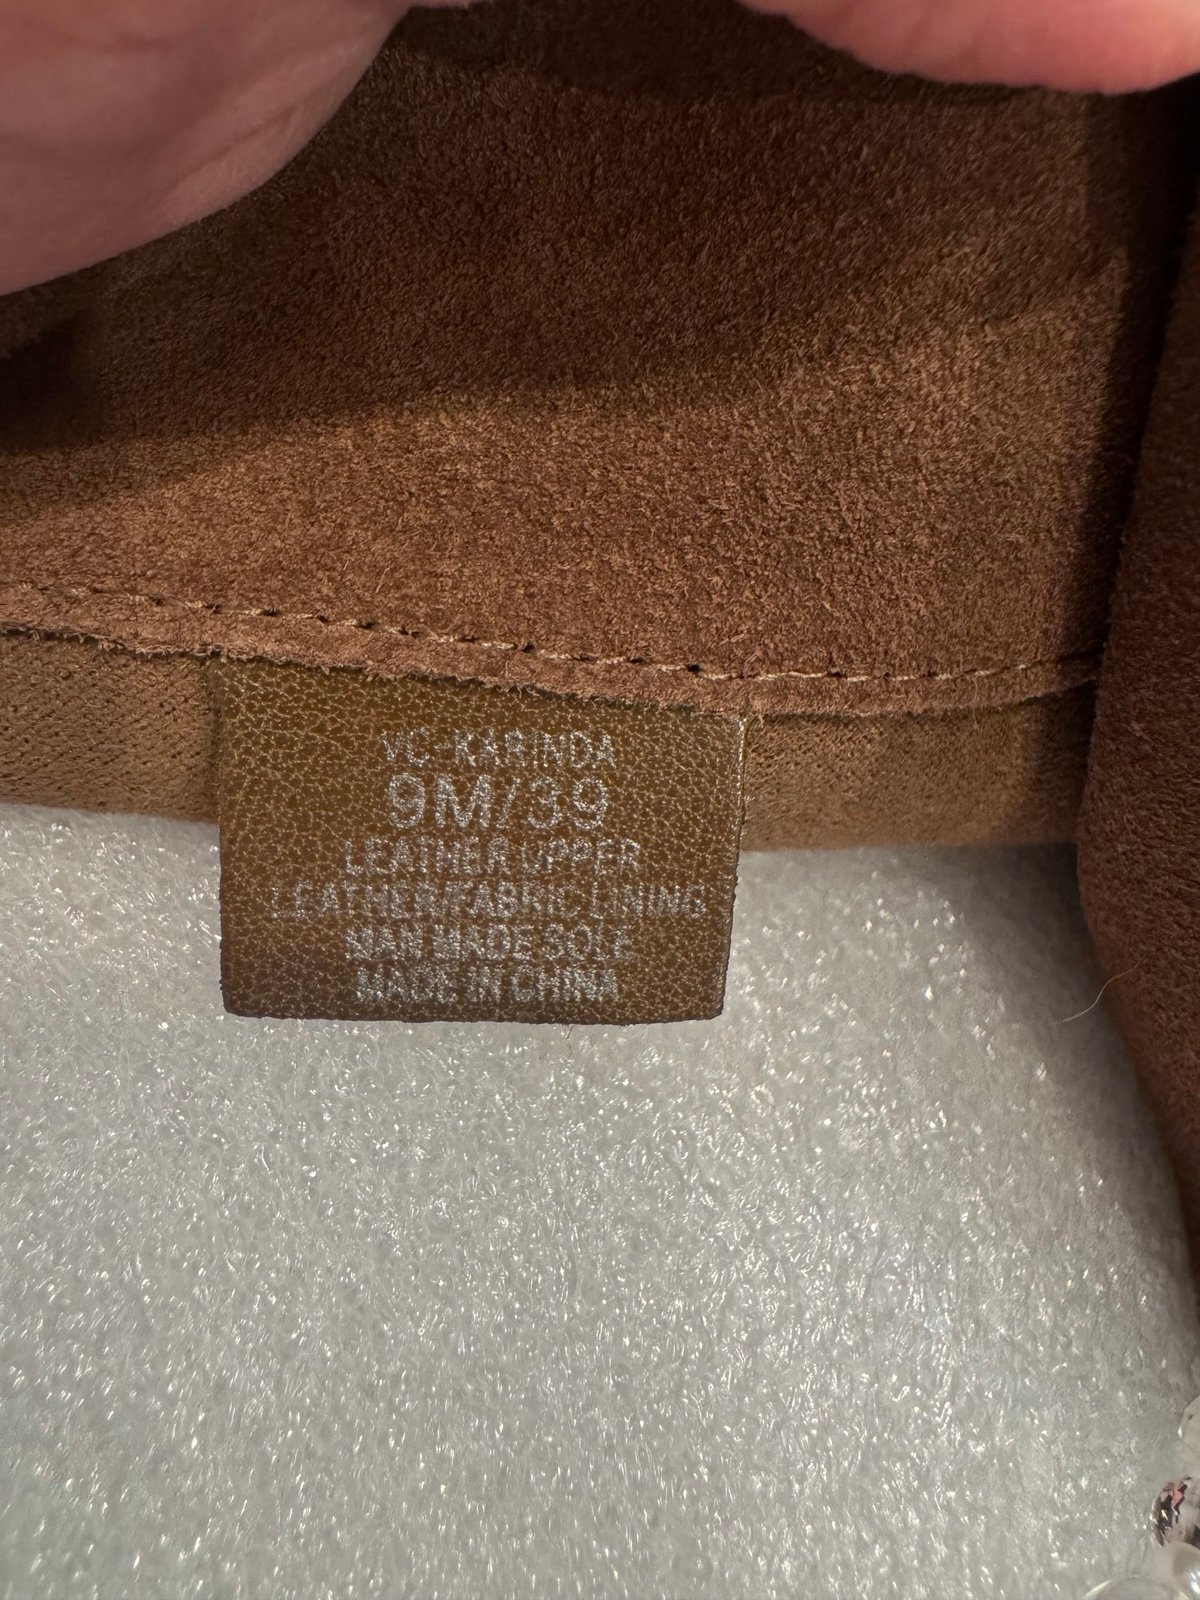 VC-KARINDA
9M/39
LEATHER UPPER
LEATHER/FABRIC LINING
MAN MADE SOLE
MADE IN CHINA